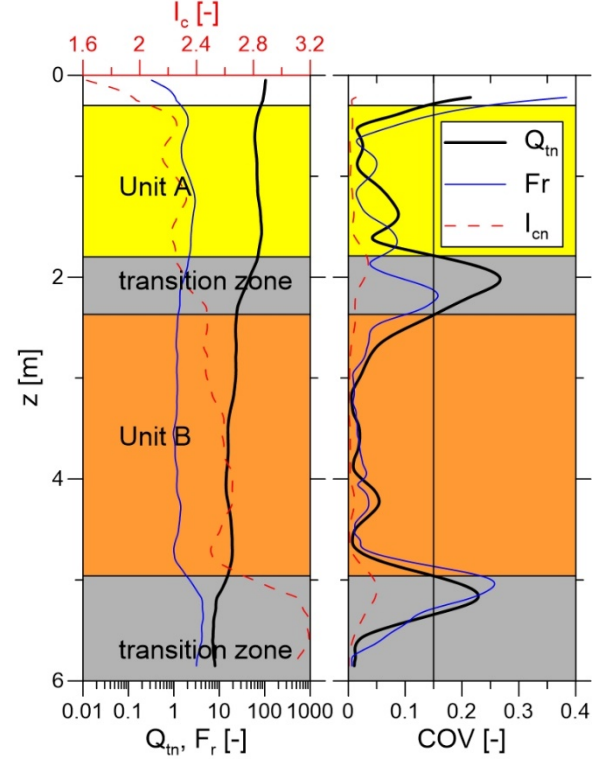 I_c [-]
1.6 2 2.4 2.8 3.2
0
2
4
6
z [m]
Unit A
transition zone
Unit B
transition zone
0.01 0.1 1 10 100 1000
Q_tn, F_r [-]
Q_tn
Fr
I_cn
0 0.1 0.2 0.3 0.4
COV [-]